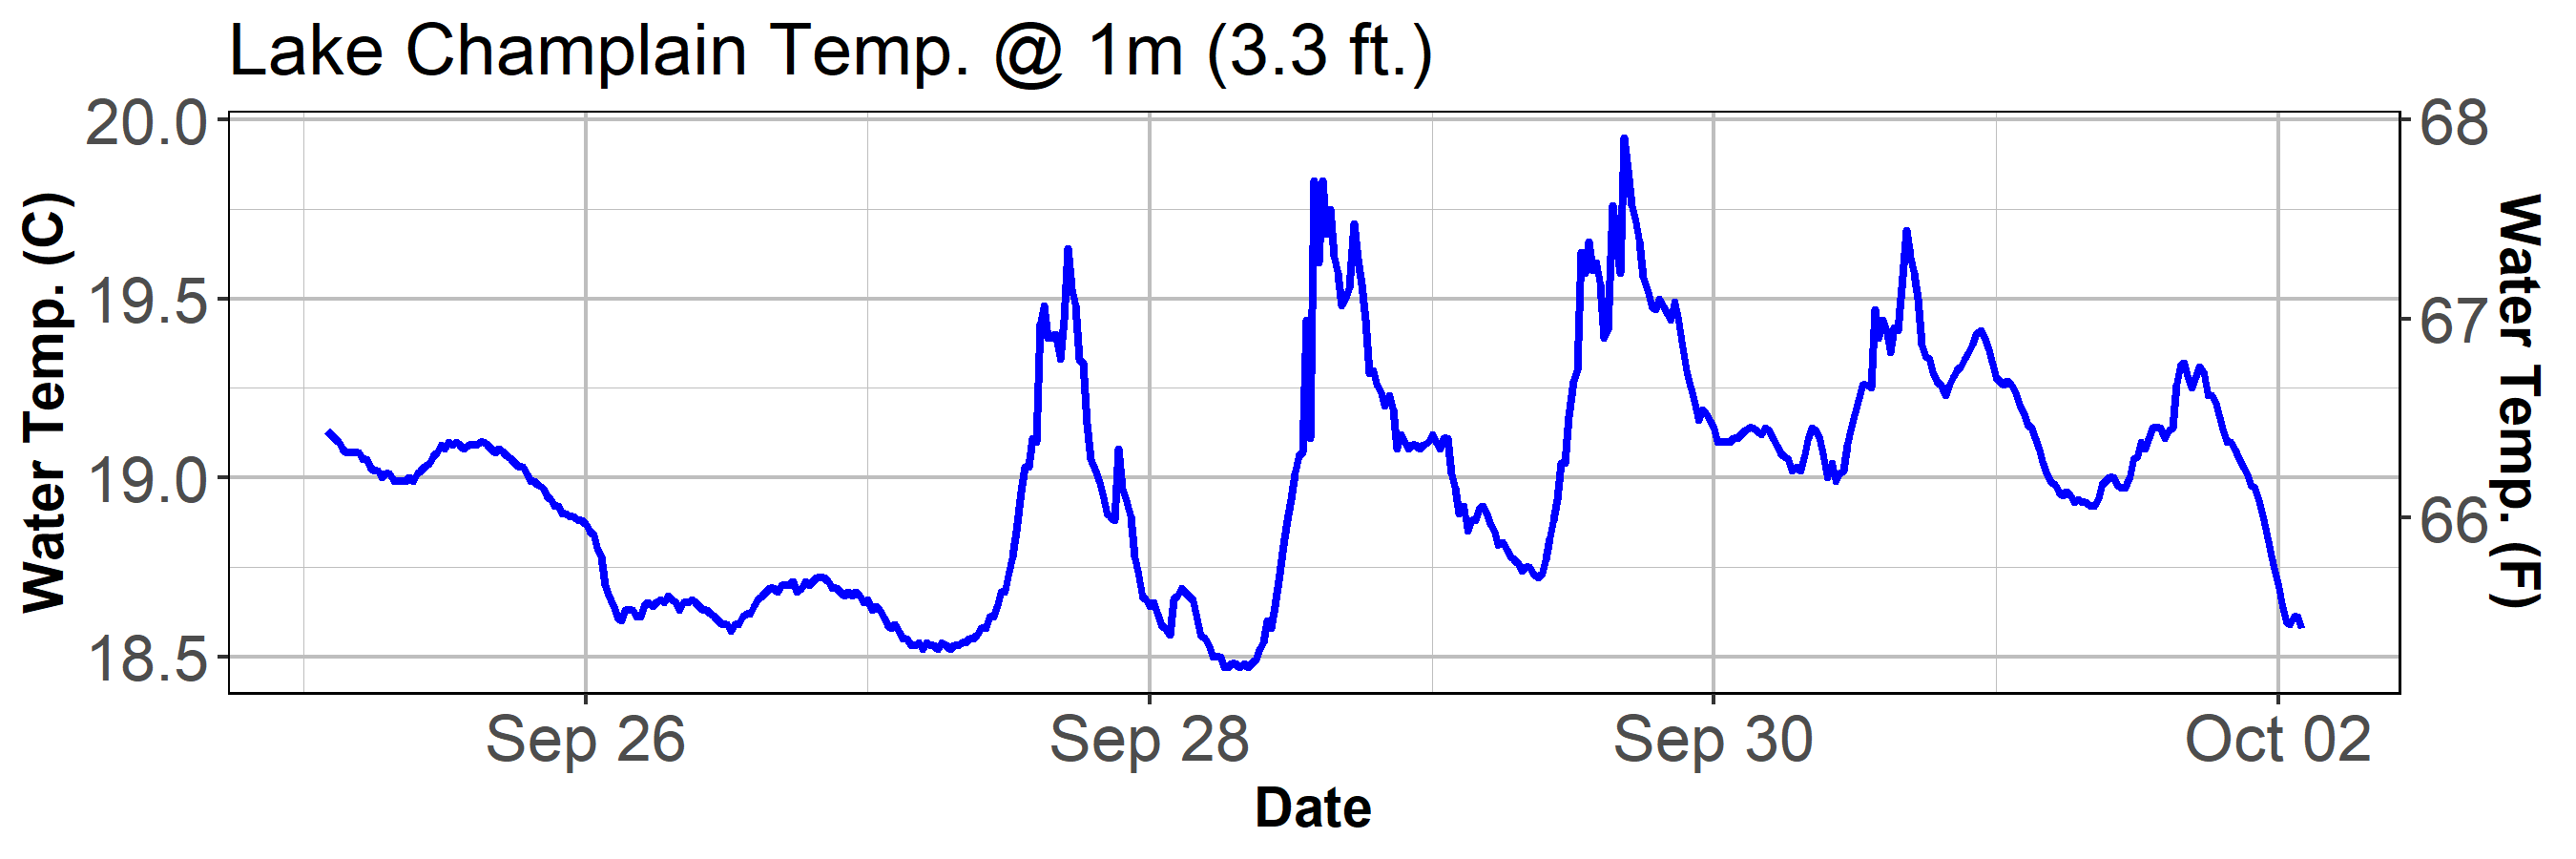 Lake Champlain Temp. @ 1m (3.3 ft.)
20.0
19.5
19.0
18.5
Water Temp. (C)
68
67
66
Water Temp. (F)
Sep 26
Sep 28
Sep 30
Oct 02
Date